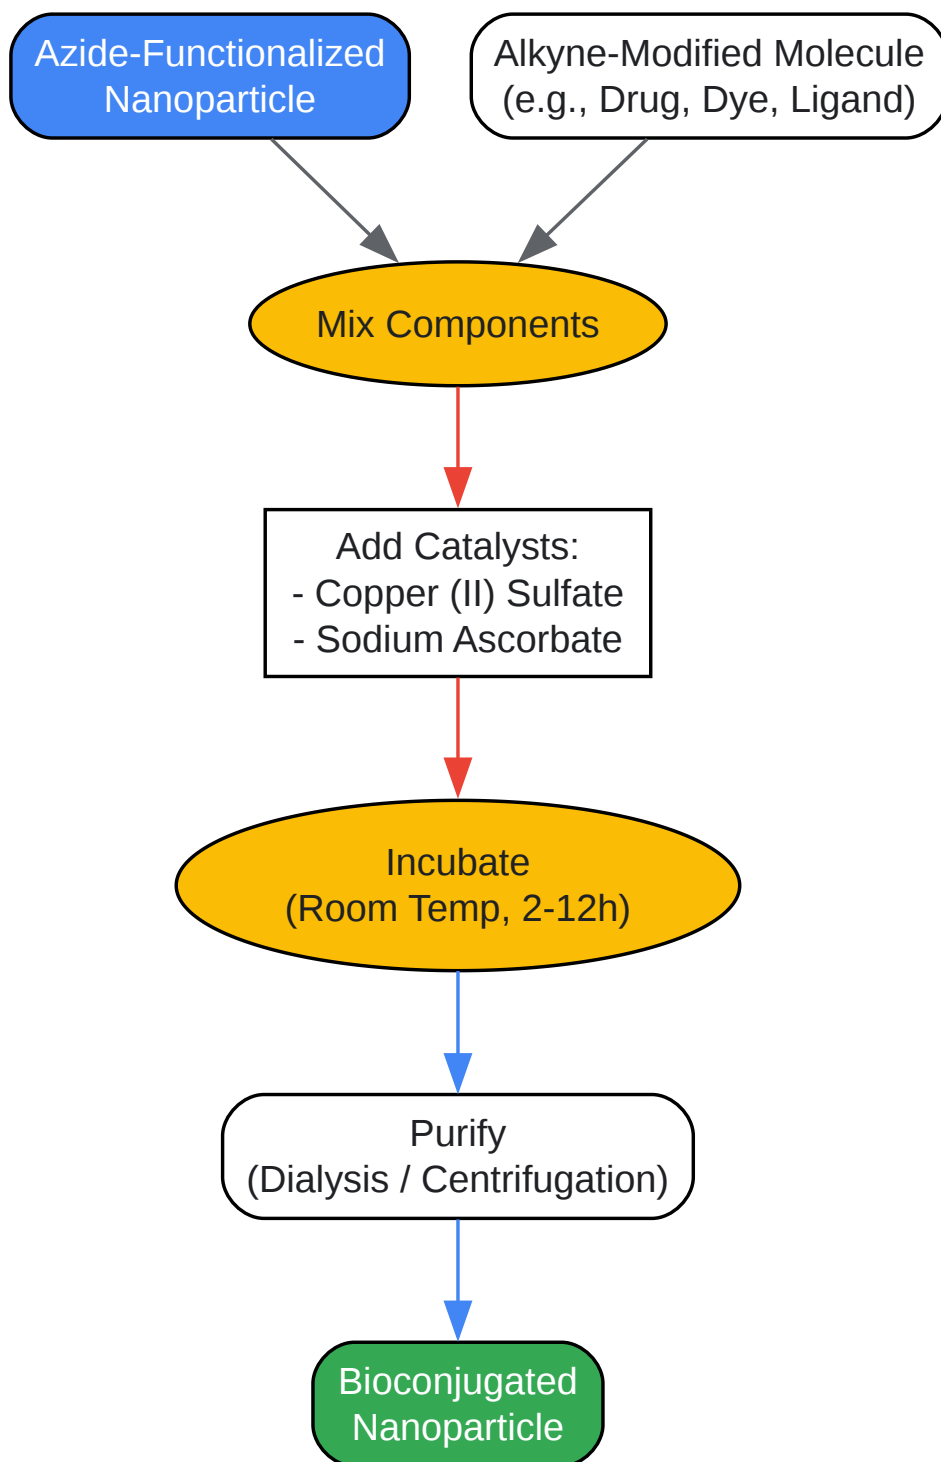 Azide-Functionalized
Nanoparticle
Alkyne-Modified Molecule
(e.g., Drug, Dye, Ligand)
Mix Components
Add Catalysts:
- Copper (II) Sulfate
- Sodium Ascorbate
Incubate
(Room Temp, 2-12h)
Purify
(Dialysis / Centrifugation)
Bioconjugated
Nanoparticle